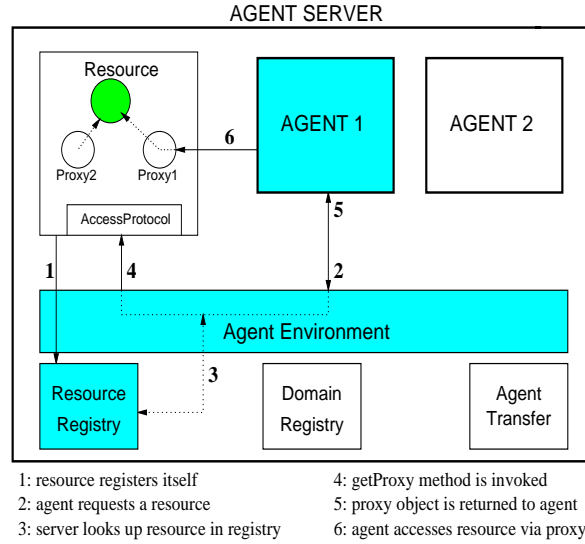 AGENT SERVER
Resource
Proxy2
Proxy1
AccessProtocol
6
AGENT 1
AGENT 2
5
1
4
2
Agent Environment
3
Resource
Registry
Domain
Registry
Agent
Transfer
1: resource registers itself
2: agent requests a resource
3: server looks up resource in registry
4: getProxy method is invoked
5: proxy object is returned to agent
6: agent accesses resource via proxy